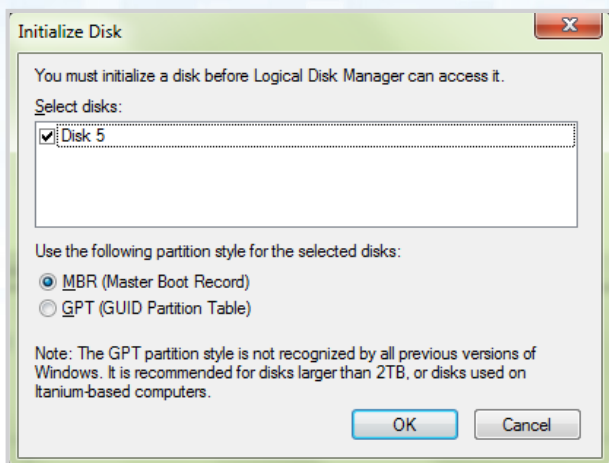 Initialize Disk
You must initialize a disk before Logical Disk Manager can access it.
Select disks:
Disk 5
Use the following partition style for the selected disks:
MBR (Master Boot Record)
GPT (GUID Partition Table)
Note: The GPT partition style is not recognized by all previous versions of
Windows. It is recommended for disks larger than 2TB, or disks used on
Itanium-based computers.
OK Cancel